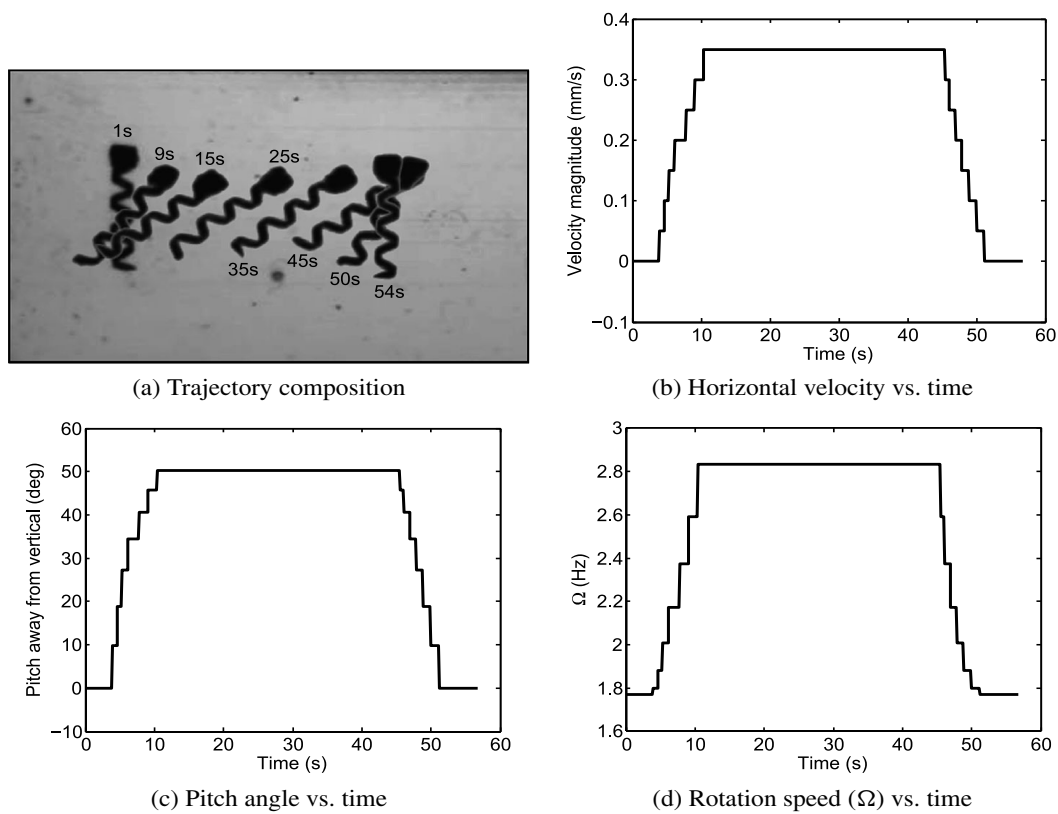 1s
9s
15s
25s
35s
45s
50s
54s
(a) Trajectory composition
0.4
0.3
0.2
0.1
0
−0.1
Velocity magnitude (mm/s)
0 10 20 30 40 50 60
Time (s)
(b) Horizontal velocity vs. time
60
50
40
30
20
10
0
−10
Pitch away from vertical (deg)
0 10 20 30 40 50 60
Time (s)
(c) Pitch angle vs. time
3
2.8
2.6
2.4
2.2
2
1.8
1.6
Ω (Hz)
0 10 20 30 40 50 60
Time (s)
(d) Rotation speed (Ω) vs. time